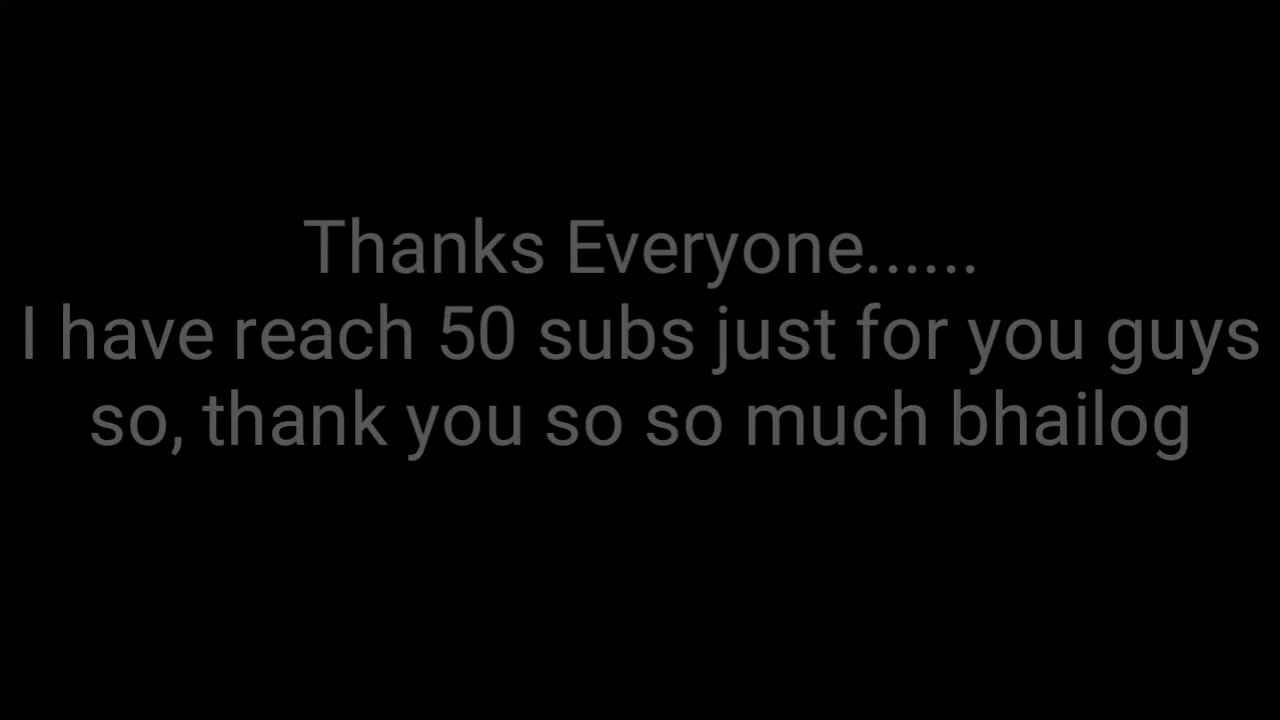 Thanks Everyone......
I have reach 50 subs just for you guys
so, thank you so so much bhailog